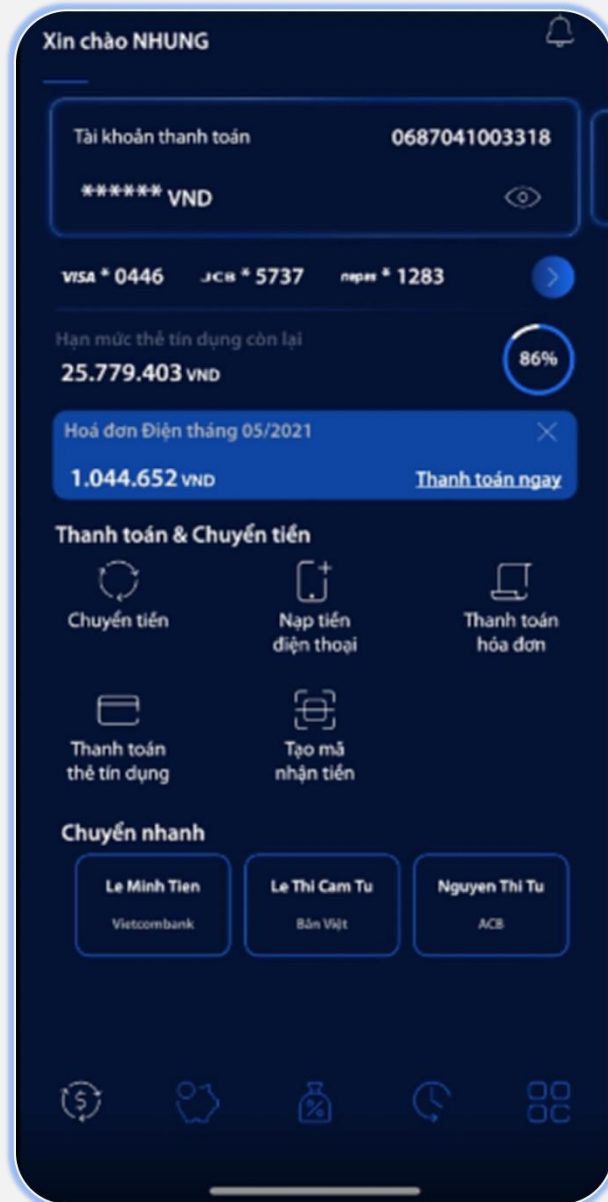 Xin chào NHUNG
Tài khoản thanh toán 0687041003318
****** VND
VISA * 0446 JCB * 5737 napas * 1283
Hạn mức thẻ tín dụng còn lại
25.779.403 VND 86%
Hoá đơn Điện tháng 05/2021
1.044.652 VND Thanh toán ngay
Thanh toán & Chuyển tiền
Chuyển tiền Nạp tiền Thanh toán
điện thoại hóa đơn
Thanh toán Tạo mã
thẻ tín dụng nhận tiền
Chuyển nhanh
Le Minh Tien Le Thi Cam Tu Nguyen Thi Tu
Vietcombank Bản Việt ACB